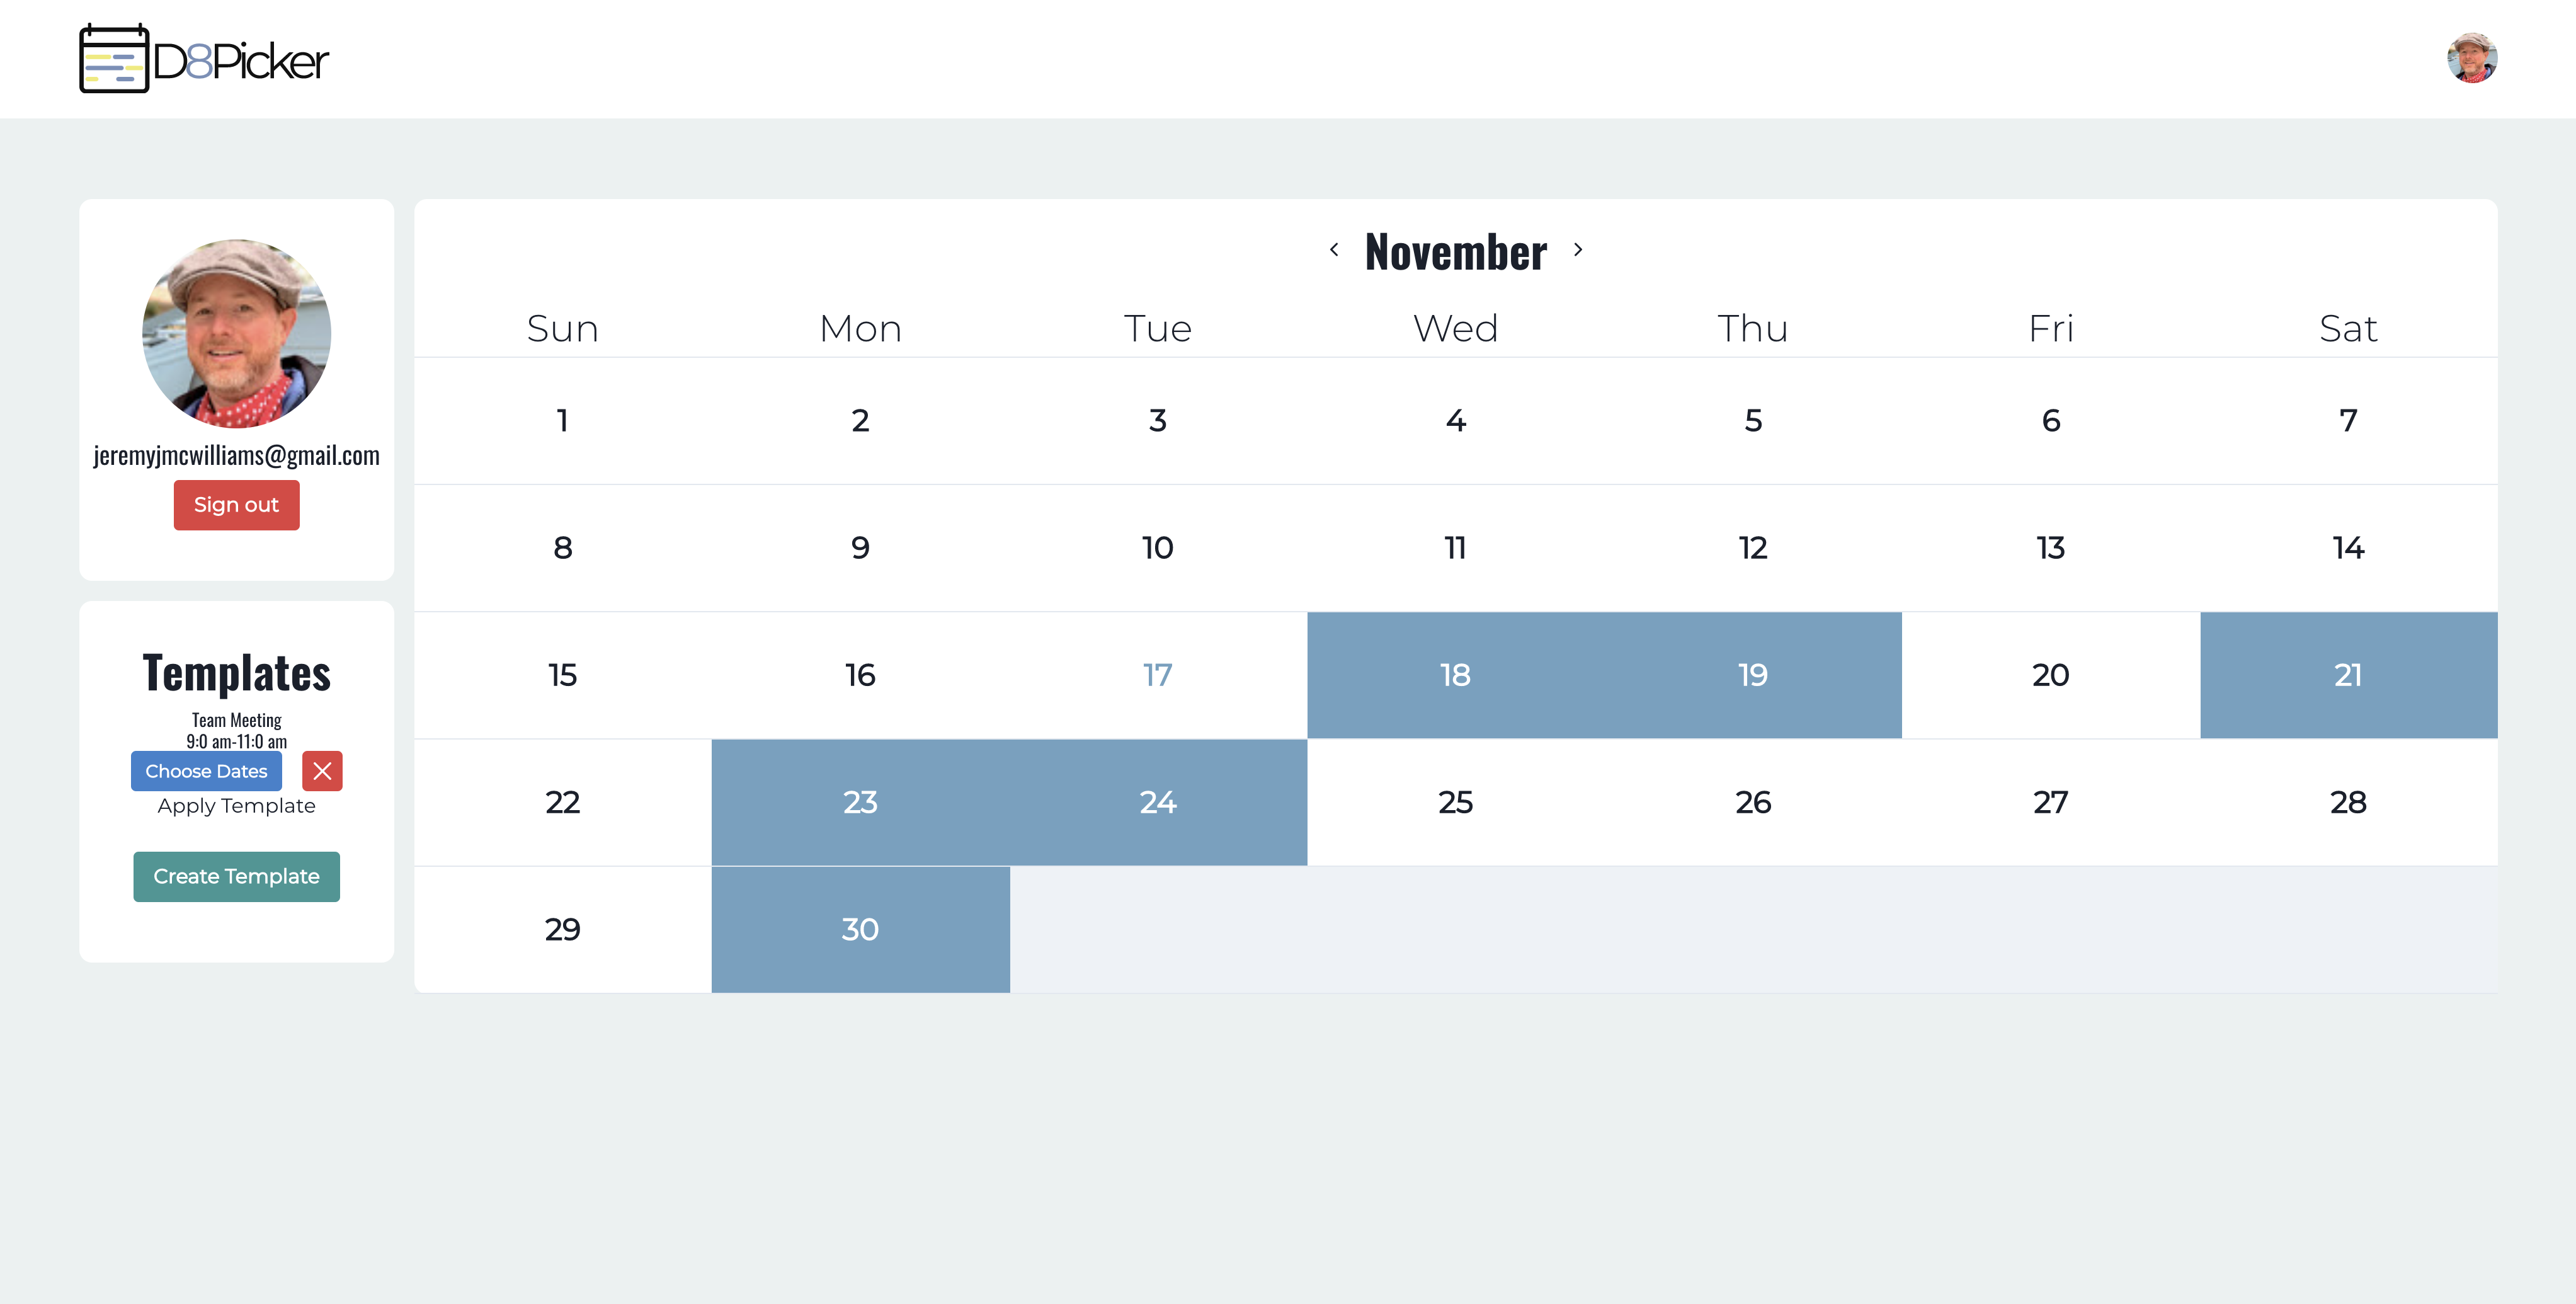 D8Picker
jeremyjmcwilliams@gmail.com
Sign out
Templates
Team Meeting
9:0 am-11:0 am
Choose Dates
Apply Template
Create Template
November
Sun Mon Tue Wed Thu Fri Sat
1 2 3 4 5 6 7
8 9 10 11 12 13 14
15 16 17 18 19 20 21
22 23 24 25 26 27 28
29 30